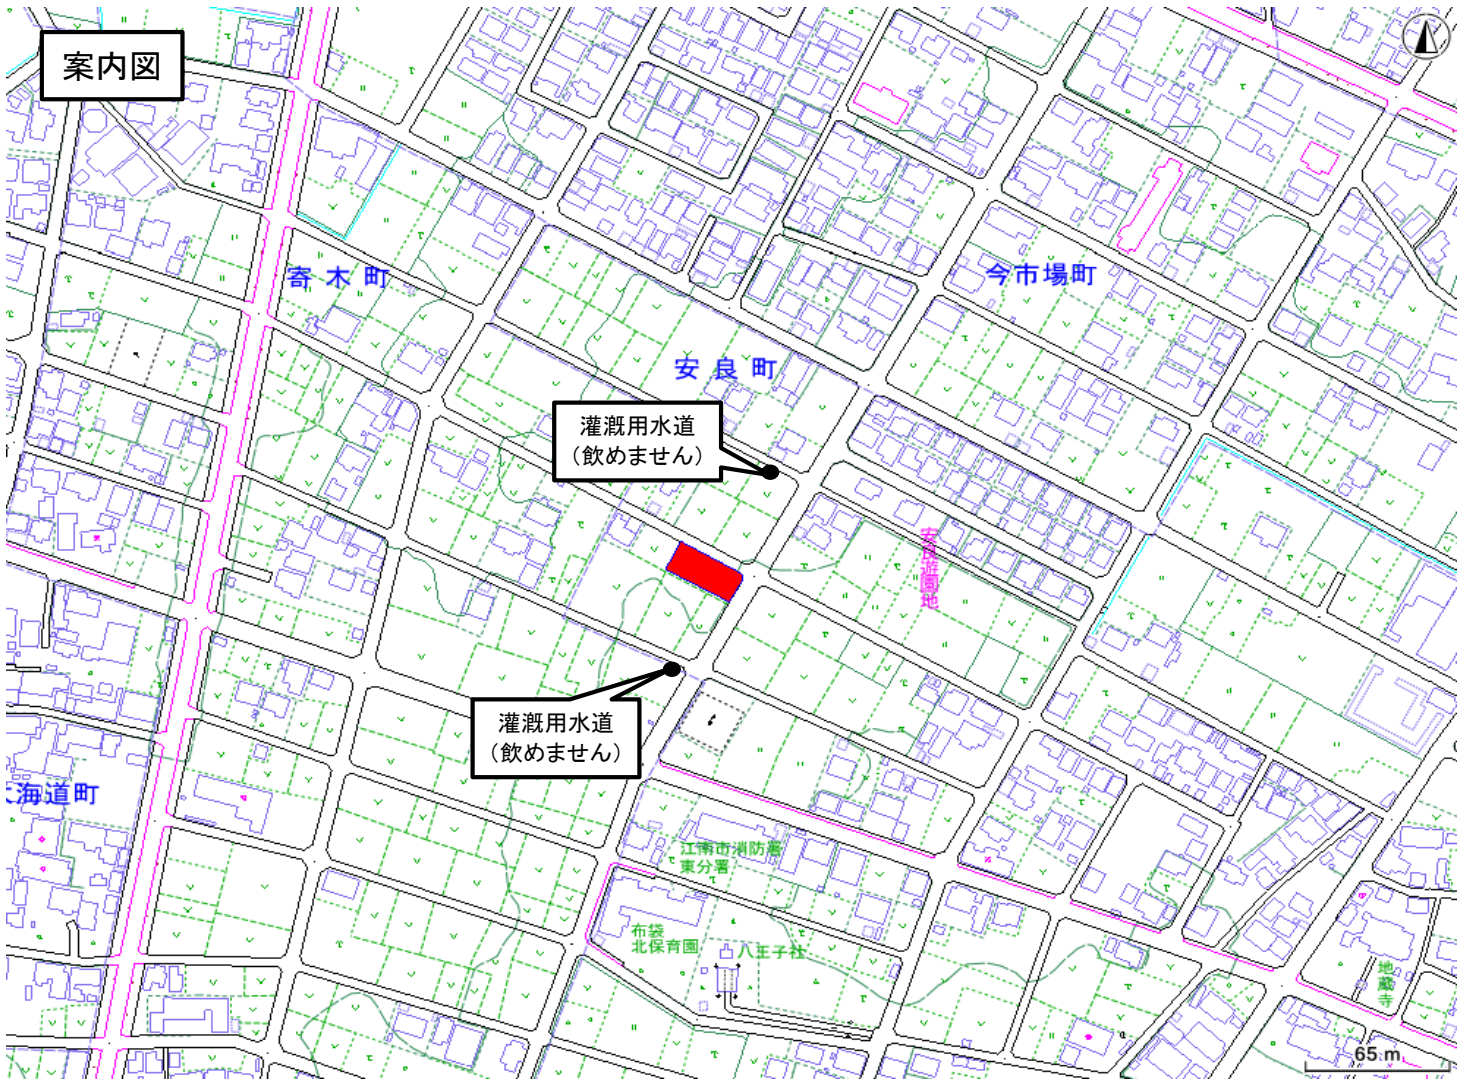 案内図
寄木町
今市場町
安良町
灌漑用水道
（飲めません）
安良遊園地
灌漑用水道
（飲めません）
海道町
江南市消防署
東分署
布袋
北保育園
八王子社
地蔵寺
65 m